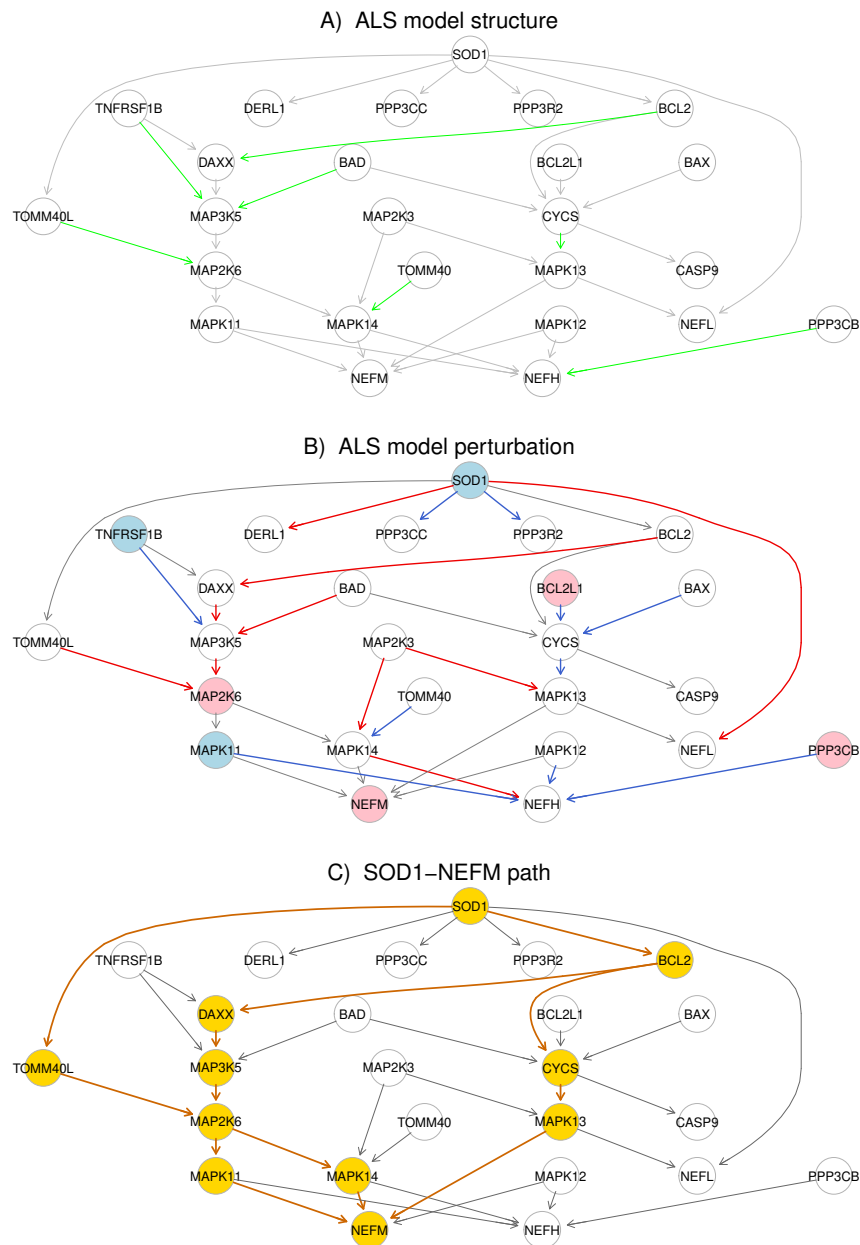 A) ALS model structure
SOD1
TNFRSF1B DERL1 PPP3CC PPP3R2 BCL2
DAXX BAD BCL2L1 BAX
TOMM40L MAP3K5 MAP2K3 CYCS
MAP2K6 TOMM40 MAPK13 CASP9
MAPK11 MAPK14 MAPK12 NEFL PPP3CB
NEFM NEFH
B) ALS model perturbation
SOD1
TNFRSF1B DERL1 PPP3CC PPP3R2 BCL2
DAXX BAD BCL2L1 BAX
TOMM40L MAP3K5 MAP2K3 CYCS
MAP2K6 TOMM40 MAPK13 CASP9
MAPK11 MAPK14 MAPK12 NEFL PPP3CB
NEFM NEFH
C) SOD1−NEFM path
SOD1
TNFRSF1B DERL1 PPP3CC PPP3R2 BCL2
DAXX BAD BCL2L1 BAX
TOMM40L MAP3K5 MAP2K3 CYCS
MAP2K6 TOMM40 MAPK13 CASP9
MAPK11 MAPK14 MAPK12 NEFL PPP3CB
NEFM NEFH